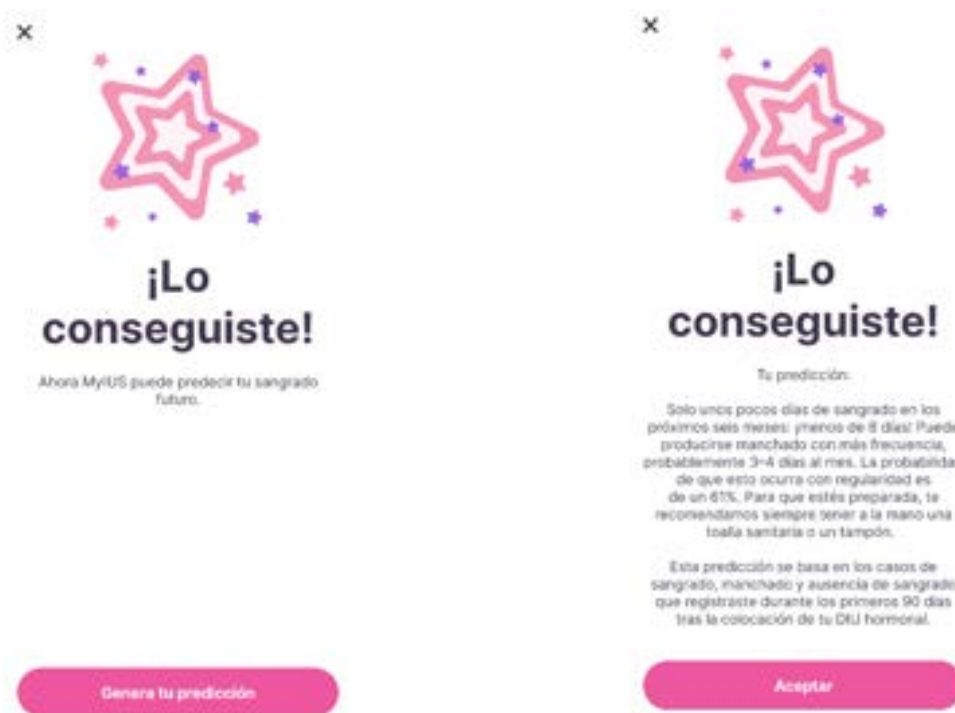 ×
¡Lo
conseguiste!
Ahora MyIUS puede predecir tu sangrado
futuro.
Genera tu predicción
×
¡Lo
conseguiste!
Tu predicción:
Solo unos pocos días de sangrado en los
próximos seis meses: ¡menos de 8 días! Puede
producirse manchado con más frecuencia,
probablemente 3-4 días al mes. La probabilidad
de que esto ocurra con regularidad es
de un 61%. Para que estés preparada, te
recomendamos siempre tener a la mano una
toalla sanitaria o un tampón.
Esta predicción se basa en los casos de
sangrado, manchado y ausencia de sangrado
que registraste durante los primeros 90 días
tras la colocación de tu DIU hormonal.
Aceptar